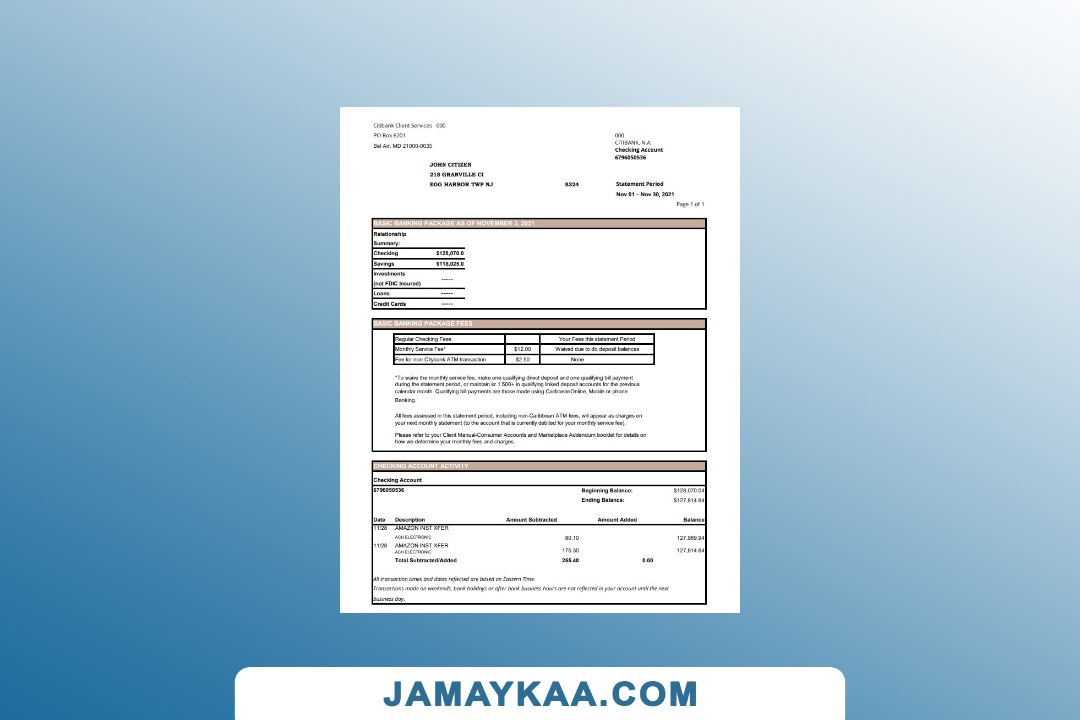 Citibank Client Services 000
PO Box 6201
Bel Air, MD 21000-0035
000
CITIBANK, N.A.
Checking Account
6796050536
JOHN CITIZEN
218 GRANVILLE CI
EGG HARBOR TWP NJ 8324
Statement Period
Nov 01 – Nov 30, 2021
Page 1 of 1
BASIC BANKING PACKAGE AS OF NOVEMBER 3, 2021
Relationship
Summary:
Checking $128,070.0
Savings $118,025.0
Investments
(not FDIC Insured) -----
Loans -----
Credit Cards -----
BASIC BANKING PACKAGE FEES
Regular Checking Fees Your Fees this statement Period
Monthly Service Fee* $12.00 Waived due to do deposit balances
Fee for non-Citybank ATM transaction $2.50 None
*To waive the monthly service fee, make one qualifying direct deposit and one qualifying bill payment
during the statement period, or maintain kr 1.500+ in qualifying linked deposit accounts for the previous
calendar month. Qualifying bill payments are those made using CaribbeanOnline, Mobile or phone
Banking.
All fees assessed in this statement period, including non-Caribbean ATM fees, will appear as charges on
your next monthly statement (to the account that is currently debited for your monthly service fee).
Please refer to your Client Manual-Consumer Accounts and Marketplace Addendum booklet for details on
how we determine your monthly fees and charges.
CHECKING ACCOUNT ACTIVITY
Checking Account
6796050536 Beginning Balance: $128,070.04
Ending Balance: $127,814.64
Date Description Amount Subtracted Amount Added Balance
11/28 AMAZON INST XFER
ACH ELECTRONIC 80.10 127,989.94
11/28 AMAZON INST XFER
ACH ELECTRONIC 175.30 127,814.64
Total Subtracted/Added 255.40 0.00
All transaction times and dates reflected are based on Eastern Time.
Transactions made on weekends, bank holidays or after bank business hours are not reflected in your account until the next
business day.
JAMAYKAA.COM